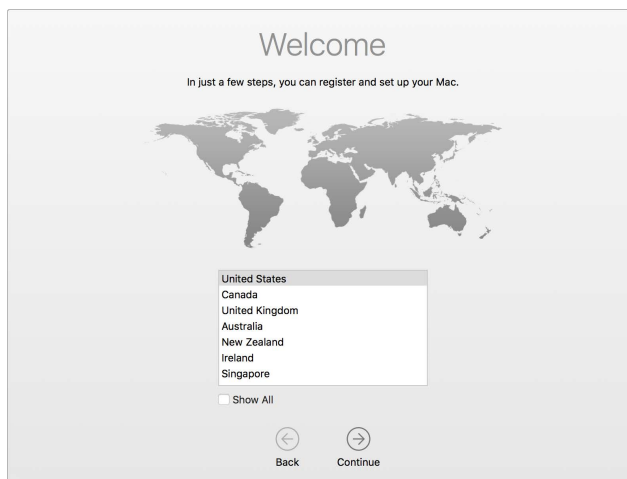 Welcome
In just a few steps, you can register and set up your Mac.
United States
Canada
United Kingdom
Australia
New Zealand
Ireland
Singapore
Show All
Back Continue